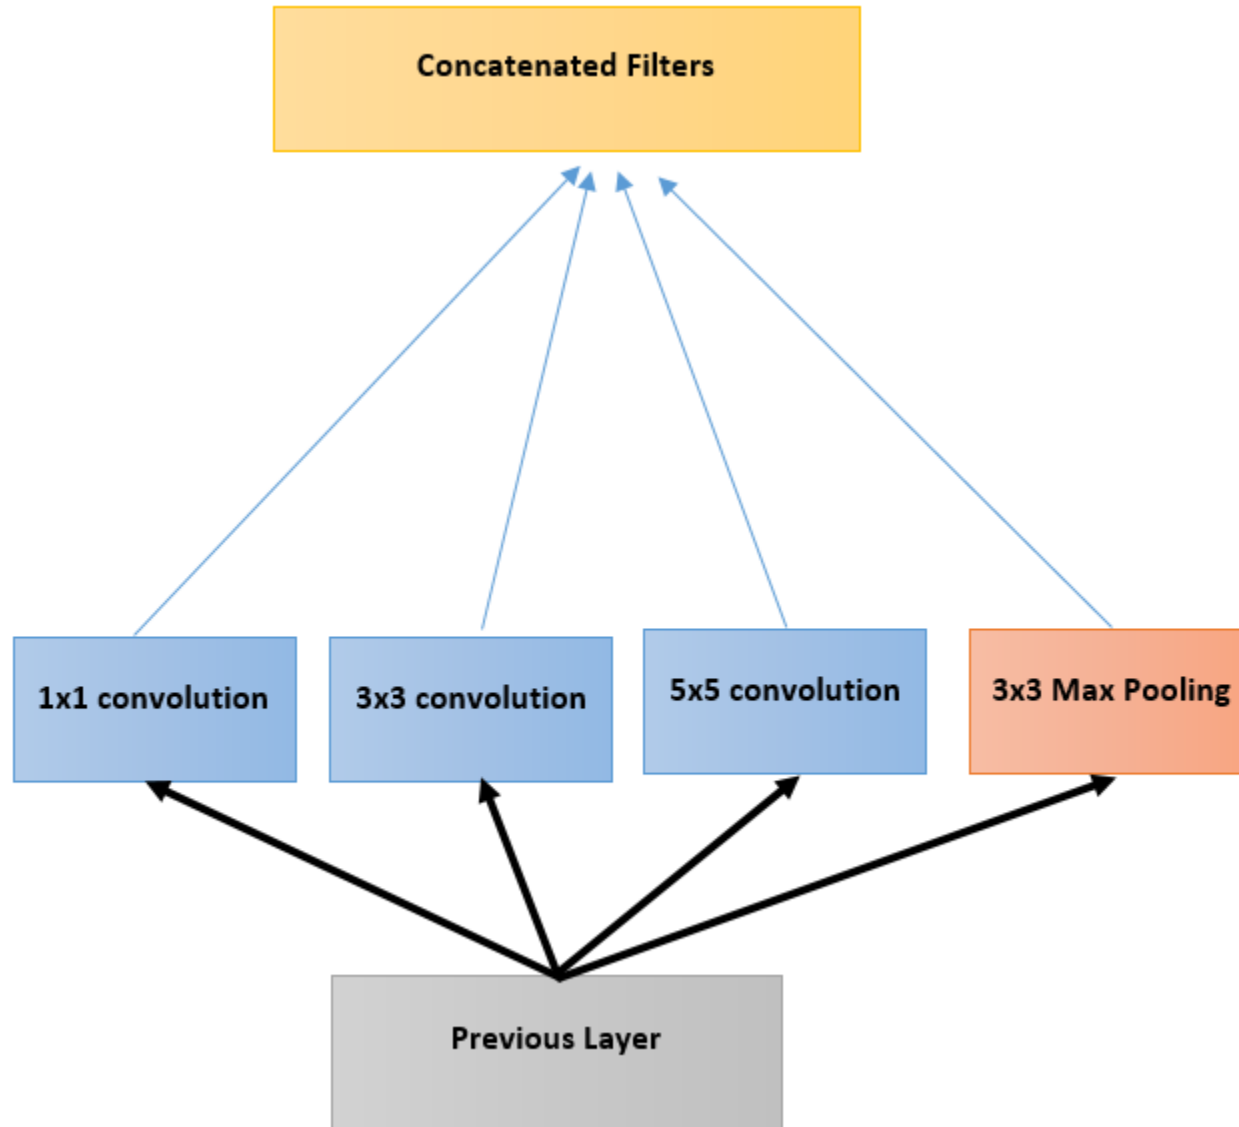 Concatenated Filters
1x1 convolution
3x3 convolution
5x5 convolution
3x3 Max Pooling
Previous Layer